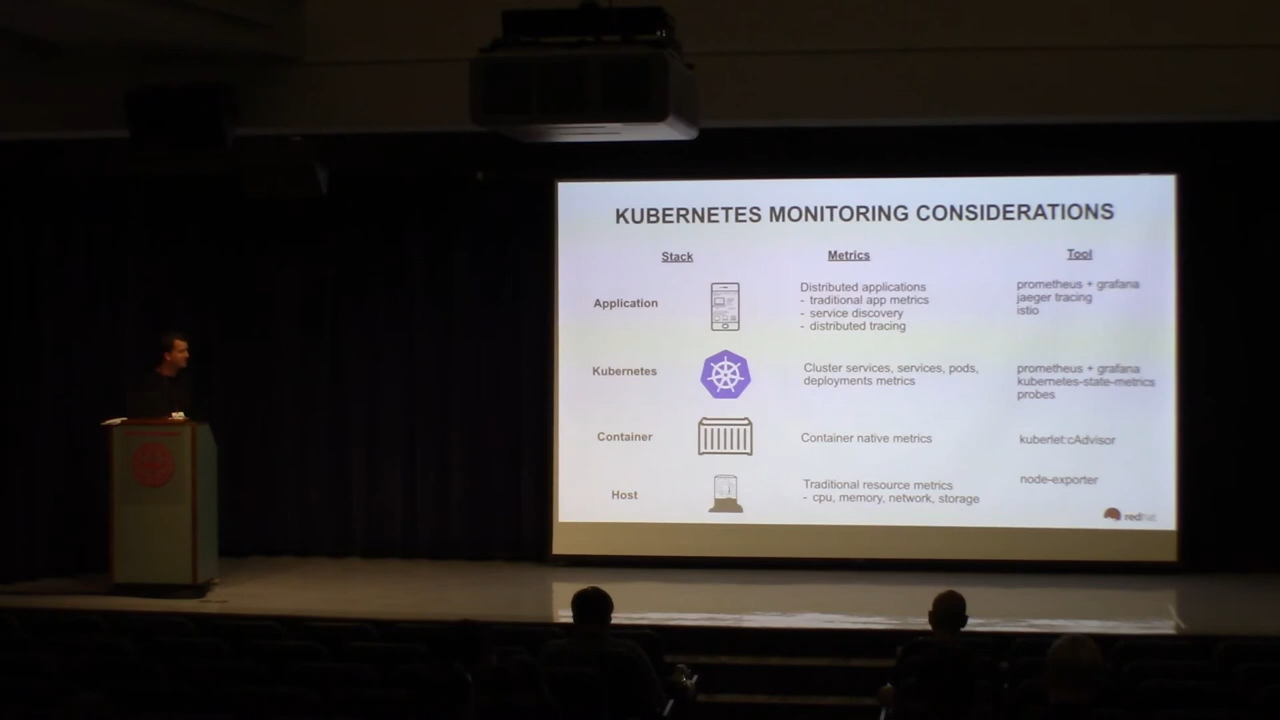 KUBERNETES MONITORING CONSIDERATIONS
Stack
Metrics
Tool
Application
Distributed applications
- traditional app metrics
- service discovery
- distributed tracing
prometheus + grafana
jaeger tracing
istio
Kubernetes
Cluster services, services, pods,
deployments metrics
prometheus + grafana
kubernetes-state-metrics
probes
Container
Container native metrics
kuberlet:cAdvisor
Host
Traditional resource metrics
- cpu, memory, network, storage
node-exporter
redhat